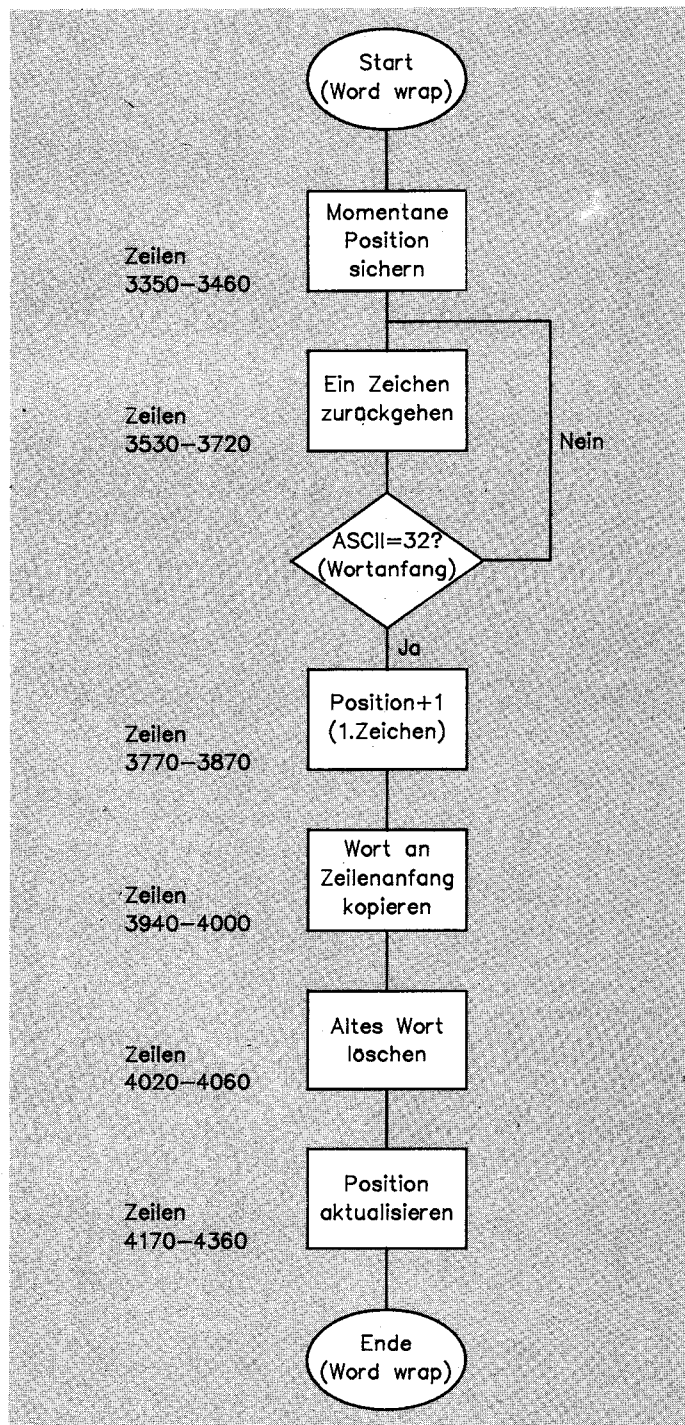 Start
(Word wrap)
Momentane
Position
sichern
Zeilen
3350-3460
Ein Zeichen
zurückgehen
Zeilen
3530-3720
Nein
ASCII=32?
(Wortanfang)
Ja
Position+1
(1.Zeichen)
Zeilen
3770-3870
Wort an
Zeilenanfang
kopieren
Zeilen
3940-4000
Altes Wort
löschen
Zeilen
4020-4060
Position
aktualisieren
Zeilen
4170-4360
Ende
(Word wrap)